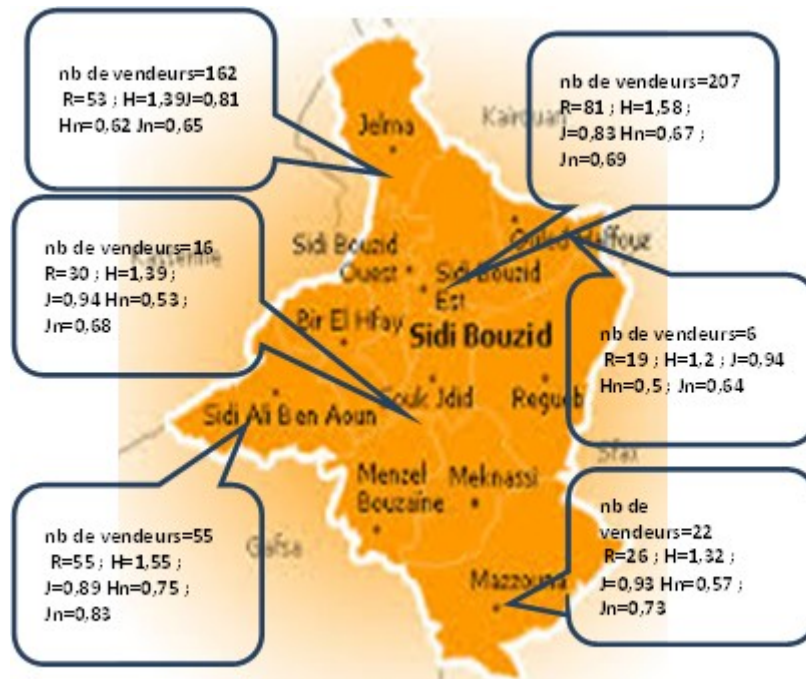 nb de vendeurs=162
R=53 ; H=1,39J=0,81
Hn=0,62 Jn=0,65
nb de vendeurs=207
R=81 ; H=1,58 ;
J=0,83 Hn=0,67 ;
Jn=0,69
Kairouan
Jelma
nb de vendeurs=16
R=30 ; H=1,39 ;
J=0,94 Hn=0,53 ;
Jn=0,68
Sidi Bouzid
Ouest
Sidi Bouzid
Est
Bir El Hfay
Sidi Bouzid
nb de vendeurs=6
R=19 ; H=1,2 ; J=0,94
Hn=0,5 ; Jn=0,64
Souk Jdid
Regueb
Sidi Ali Ben Aoun
Sfax
Menzel
Bouzaïne
Meknassi
Gafsa
nb de vendeurs=55
R=55 ; H=1,55 ;
J=0,89 Hn=0,75 ;
Jn=0,83
nb de
vendeurs=22
R=26 ; H=1,32 ;
J=0,93 Hn=0,57 ;
Jn=0,73
Mazzouna